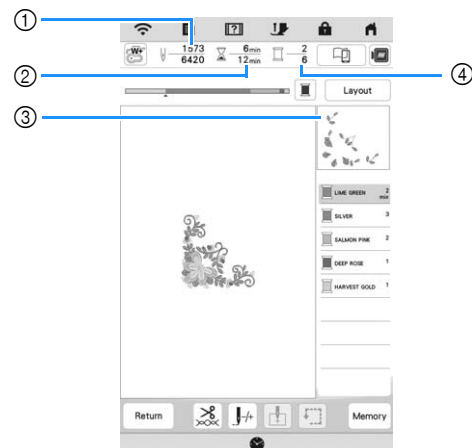 ①
1573 6min 2
6420 12min 6
②
④
Layout
③
LIME GREEN 2 min
SILVER 3
SALMON PINK 2
DEEP ROSE 1
HARVEST GOLD 1
Return -/+ Memory